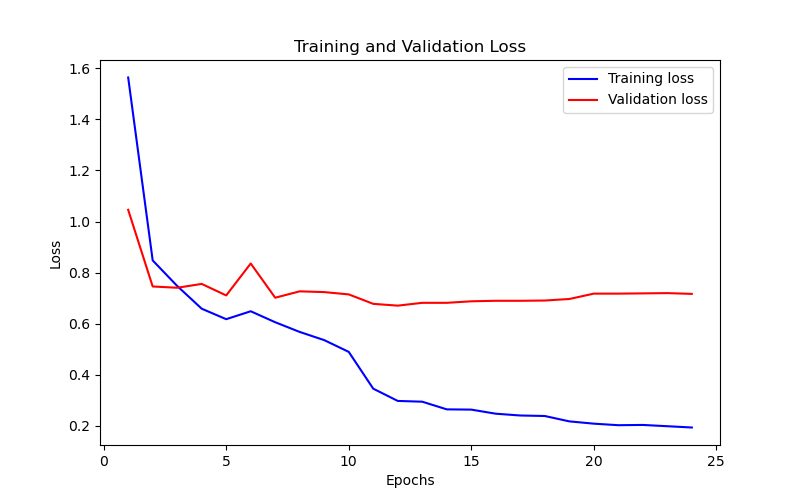 Training and Validation Loss
Training loss
Validation loss
1.6
1.4
1.2
1.0
0.8
0.6
0.4
0.2
Loss
0
5
10
15
20
25
Epochs